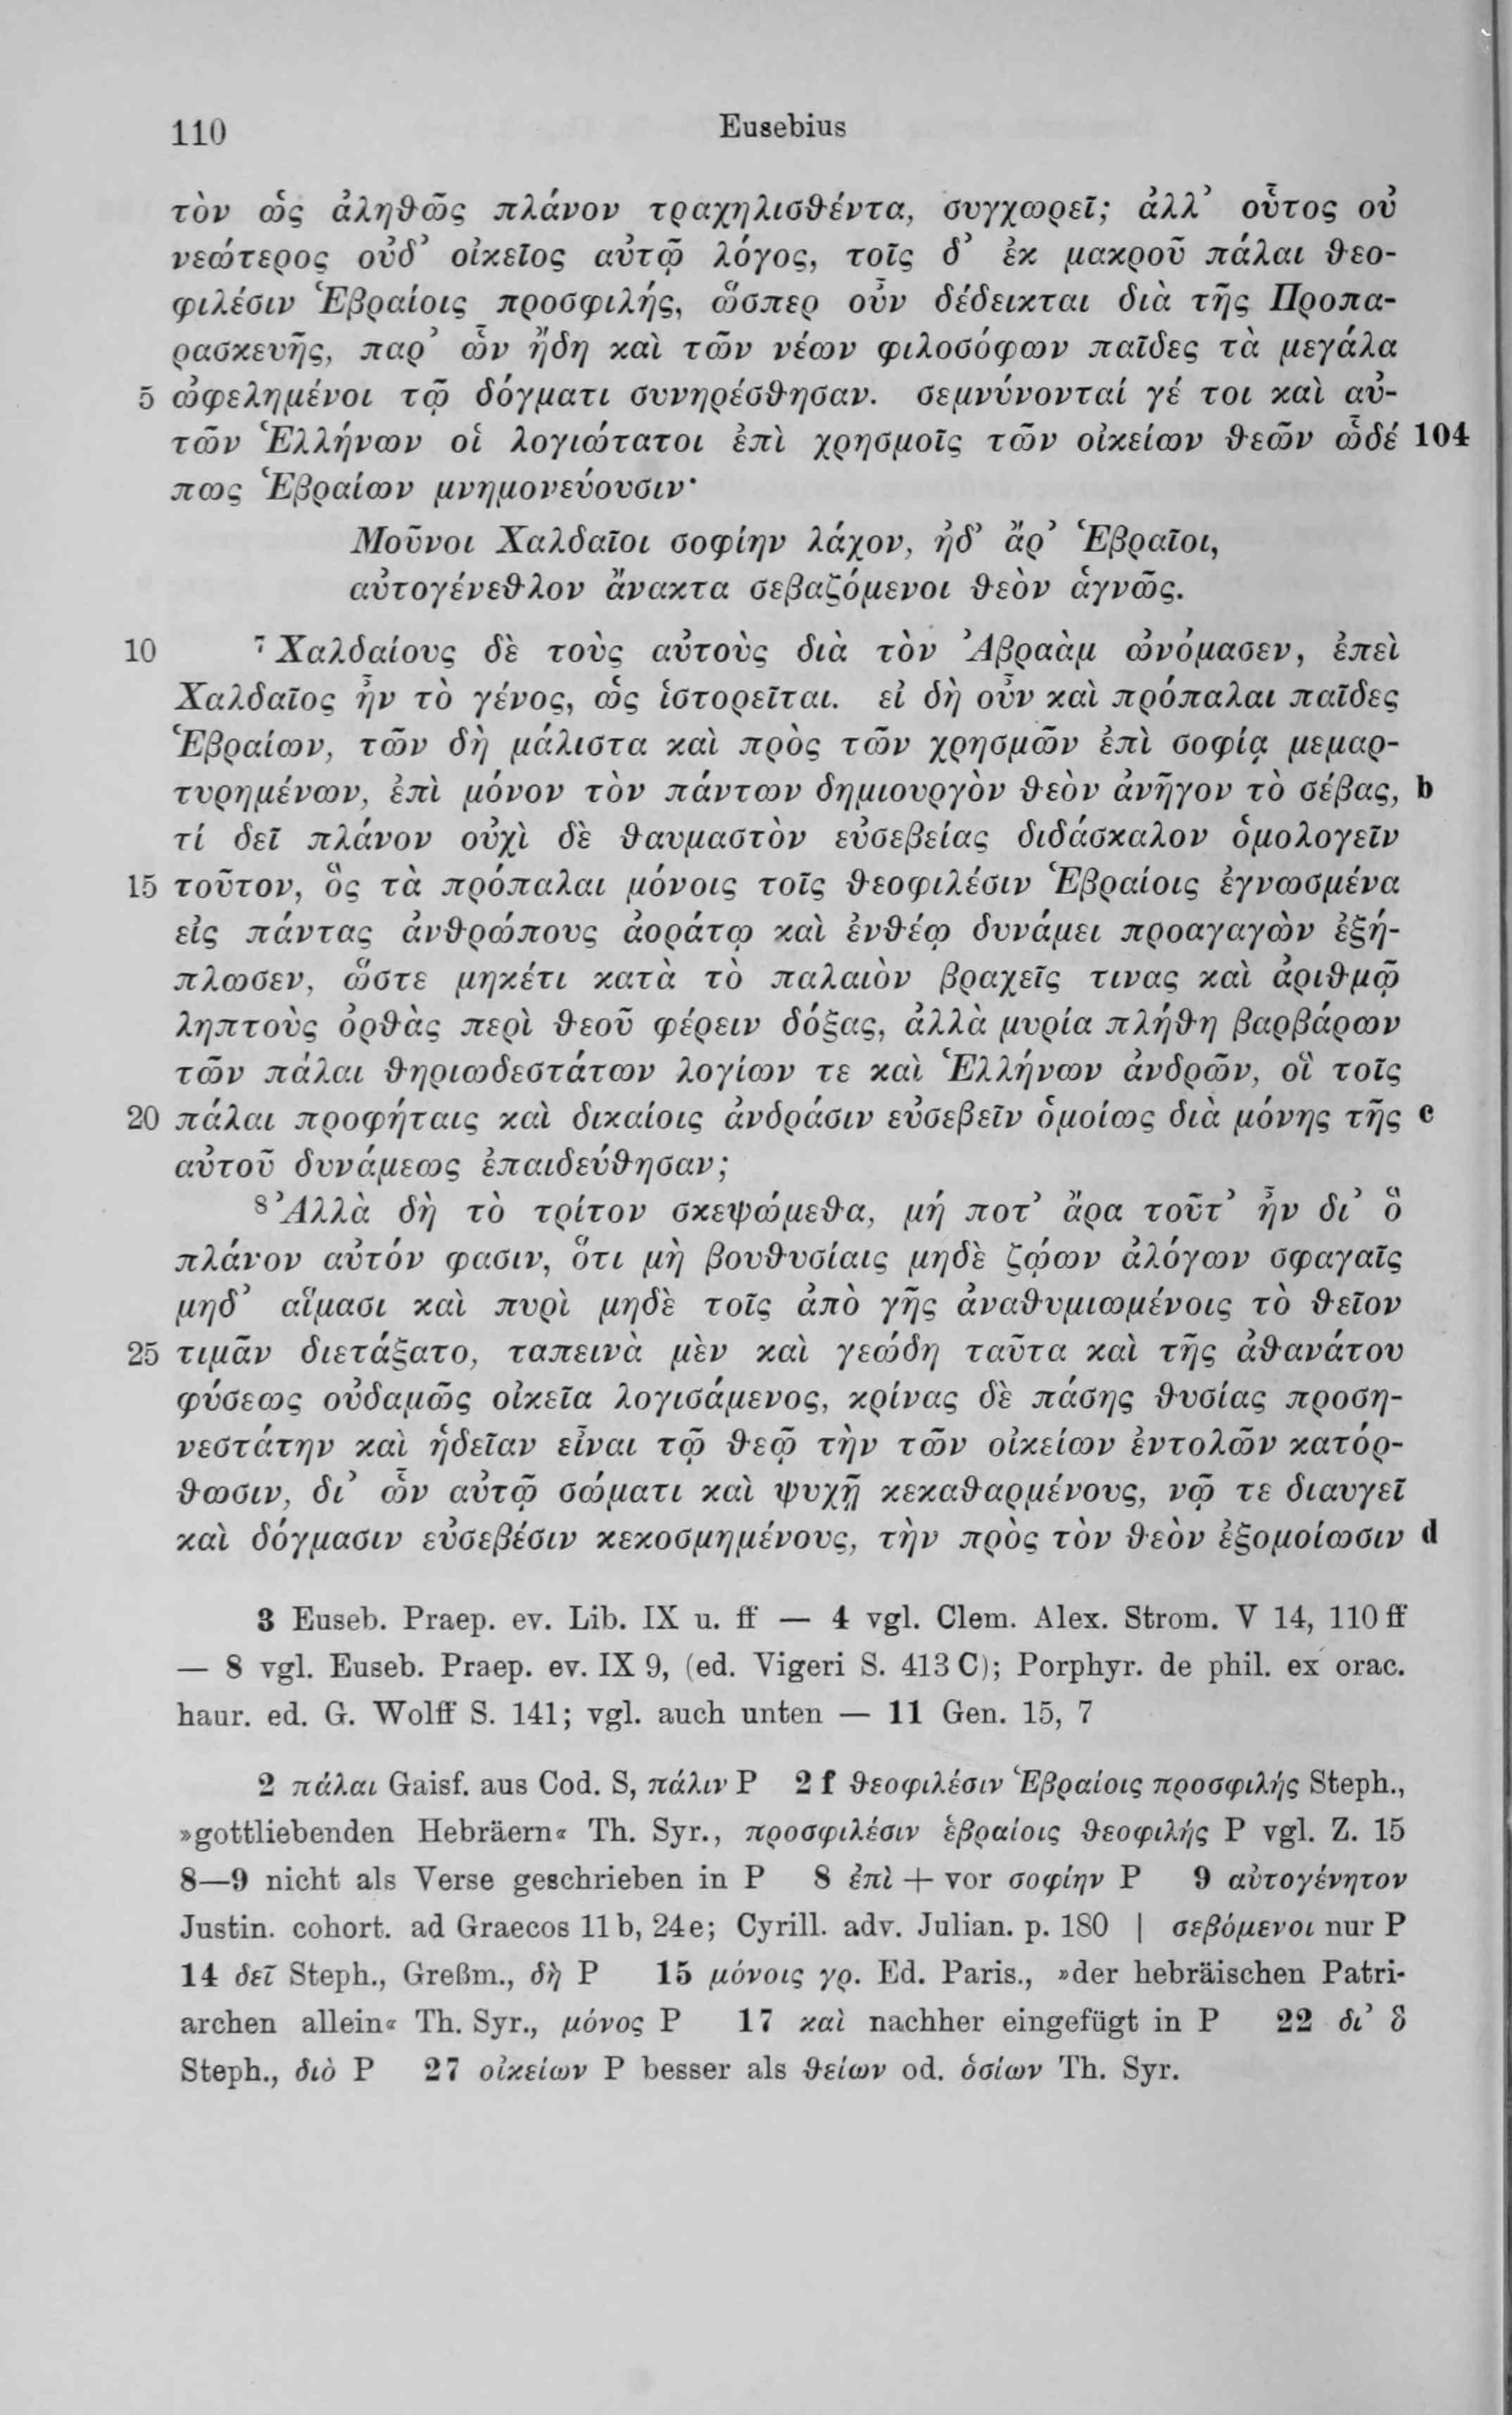 110 Eusebius
τὸν ὡς ἀληθῶς πλάνον τραχηλισθέντα, συγχωρεῖ; ἀλλ’ οὗτος οὐ
νεώτερος οὐδ’ οἰκεῖος αὐτῷ λόγος, τοῖς δ’ ἐκ μακροῦ πάλαι θεο-
φιλέσιν Ἑβραίοις προσφιλής, ὥσπερ οὖν δέδεικται διὰ τῆς Προπα-
ρασκευῆς, παρ’ ὧν ἤδη καὶ τῶν νέων φιλοσόφων παῖδες τὰ μεγάλα
5 ὠφελημένοι τῷ δόγματι συνηρέσθησαν. σεμνύνονταί γέ τοι καὶ αὐ-
τῶν Ἑλλήνων οἱ λογιώτατοι ἐπὶ χρησμοῖς τῶν οἰκείων θεῶν ὧδέ 104
πως Ἑβραίων μνημονεύουσιν·
Μοῦνοι Χαλδαῖοι σοφίην λάχον, ἠδ’ ἄρ’ Ἑβραῖοι,
αὐτογένεθλον ἄνακτα σεβαζόμενοι θεὸν ἁγνῶς.
10 7 Χαλδαίους δὲ τοὺς αὐτοὺς διὰ τὸν Ἀβραὰμ ὠνόμασεν, ἐπεὶ
Χαλδαῖος ἦν τὸ γένος, ὡς ἱστορεῖται. εἰ δὴ οὖν καὶ πρόπαλαι παῖδες
Ἑβραίων, τῶν δὴ μάλιστα καὶ πρὸς τῶν χρησμῶν ἐπὶ σοφίᾳ μεμαρ-
τυρημένων, ἐπὶ μόνον τὸν πάντων δημιουργὸν θεὸν ἀνῆγον τὸ σέβας, b
τί δεῖ πλάνον οὐχὶ δὲ θαυμαστὸν εὐσεβείας διδάσκαλον ὁμολογεῖν
15 τοῦτον, ὃς τὰ πρόπαλαι μόνοις τοῖς θεοφιλέσιν Ἑβραίοις ἐγνωσμένα
εἰς πάντας ἀνθρώπους ἀοράτῳ καὶ ἐνθέῳ δυνάμει προαγαγὼν ἐξή-
πλωσεν, ὥστε μηκέτι κατὰ τὸ παλαιὸν βραχεῖς τινας καὶ ἀριθμῷ
ληπτοὺς ὀρθὰς περὶ θεοῦ φέρειν δόξας, ἀλλὰ μυρία πλήθη βαρβάρων
τῶν πάλαι θηριωδεστάτων λογίων τε καὶ Ἑλλήνων ἀνδρῶν, οἳ τοῖς
20 πάλαι προφήταις καὶ δικαίοις ἀνδράσιν εὐσεβεῖν ὁμοίως διὰ μόνης τῆς c
αὐτοῦ δυνάμεως ἐπαιδεύθησαν;
8 Ἀλλὰ δὴ τὸ τρίτον σκεψώμεθα, μή ποτ’ ἄρα τοῦτ’ ἦν δι’ ὃ
πλάνον αὐτόν φασιν, ὅτι μὴ βουθυσίαις μηδὲ ζῴων ἀλόγων σφαγαῖς
μηδ’ αἵμασι καὶ πυρὶ μηδὲ τοῖς ἀπὸ γῆς ἀναθυμιωμένοις τὸ θεῖον
25 τιμᾶν διετάξατο, ταπεινὰ μὲν καὶ γεώδη ταῦτα καὶ τῆς ἀθανάτου
φύσεως οὐδαμῶς οἰκεῖα λογισάμενος, κρίνας δὲ πάσης θυσίας προση-
νεστάτην καὶ ἡδεῖαν εἶναι τῷ θεῷ τὴν τῶν οἰκείων ἐντολῶν κατόρ-
θωσιν, δι’ ὧν αὐτῷ σώματι καὶ ψυχῇ κεκαθαρμένους, νῷ τε διαυγεῖ
καὶ δόγμασιν εὐσεβέσιν κεκοσμημένους, τὴν πρὸς τὸν θεὸν ἐξομοίωσιν d
3 Euseb. Praep. ev. Lib. IX u. ff — 4 vgl. Clem. Alex. Strom. V 14, 110 ff
— 8 vgl. Euseb. Praep. ev. IX 9, (ed. Vigeri S. 413 C); Porphyr. de phil. ex orac.
haur. ed. G. Wolff S. 141; vgl. auch unten — 11 Gen. 15, 7
2 πάλαι Gaisf. aus Cod. S, πάλιν P 2 f θεοφιλέσιν Ἑβραίοις προσφιλής Steph.,
»gottliebenden Hebräern« Th. Syr., προσφιλέσιν ἑβραίοις θεοφιλής P vgl. Z. 15
8—9 nicht als Verse geschrieben in P 8 ἐπὶ + vor σοφίην P 9 αὐτογένητον
Justin. cohort. ad Graecos 11 b, 24 e; Cyrill. adv. Julian. p. 180 | σεβόμενοι nur P
14 δεῖ Steph., Greßm., δὴ P 15 μόνοις γρ. Ed. Paris., »der hebräischen Patri-
archen allein« Th. Syr., μόνος P 17 καὶ nachher eingefügt in P 22 δι’ ὃ
Steph., διὸ P 27 οἰκείων P besser als θείων od. ὁσίων Th. Syr.